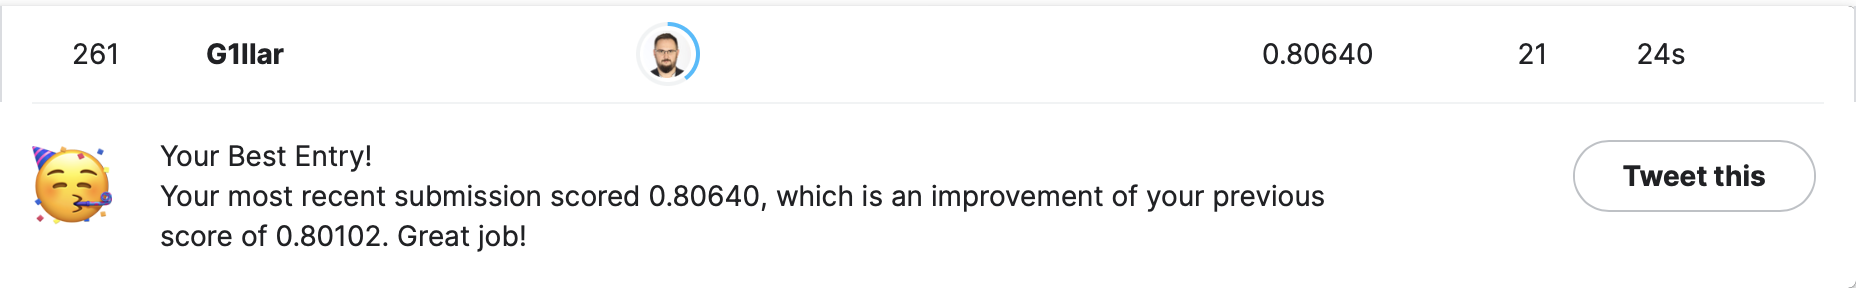 261 G1llar 0.80640 21 24s
Your Best Entry!
Your most recent submission scored 0.80640, which is an improvement of your previous
score of 0.80102. Great job!
Tweet this